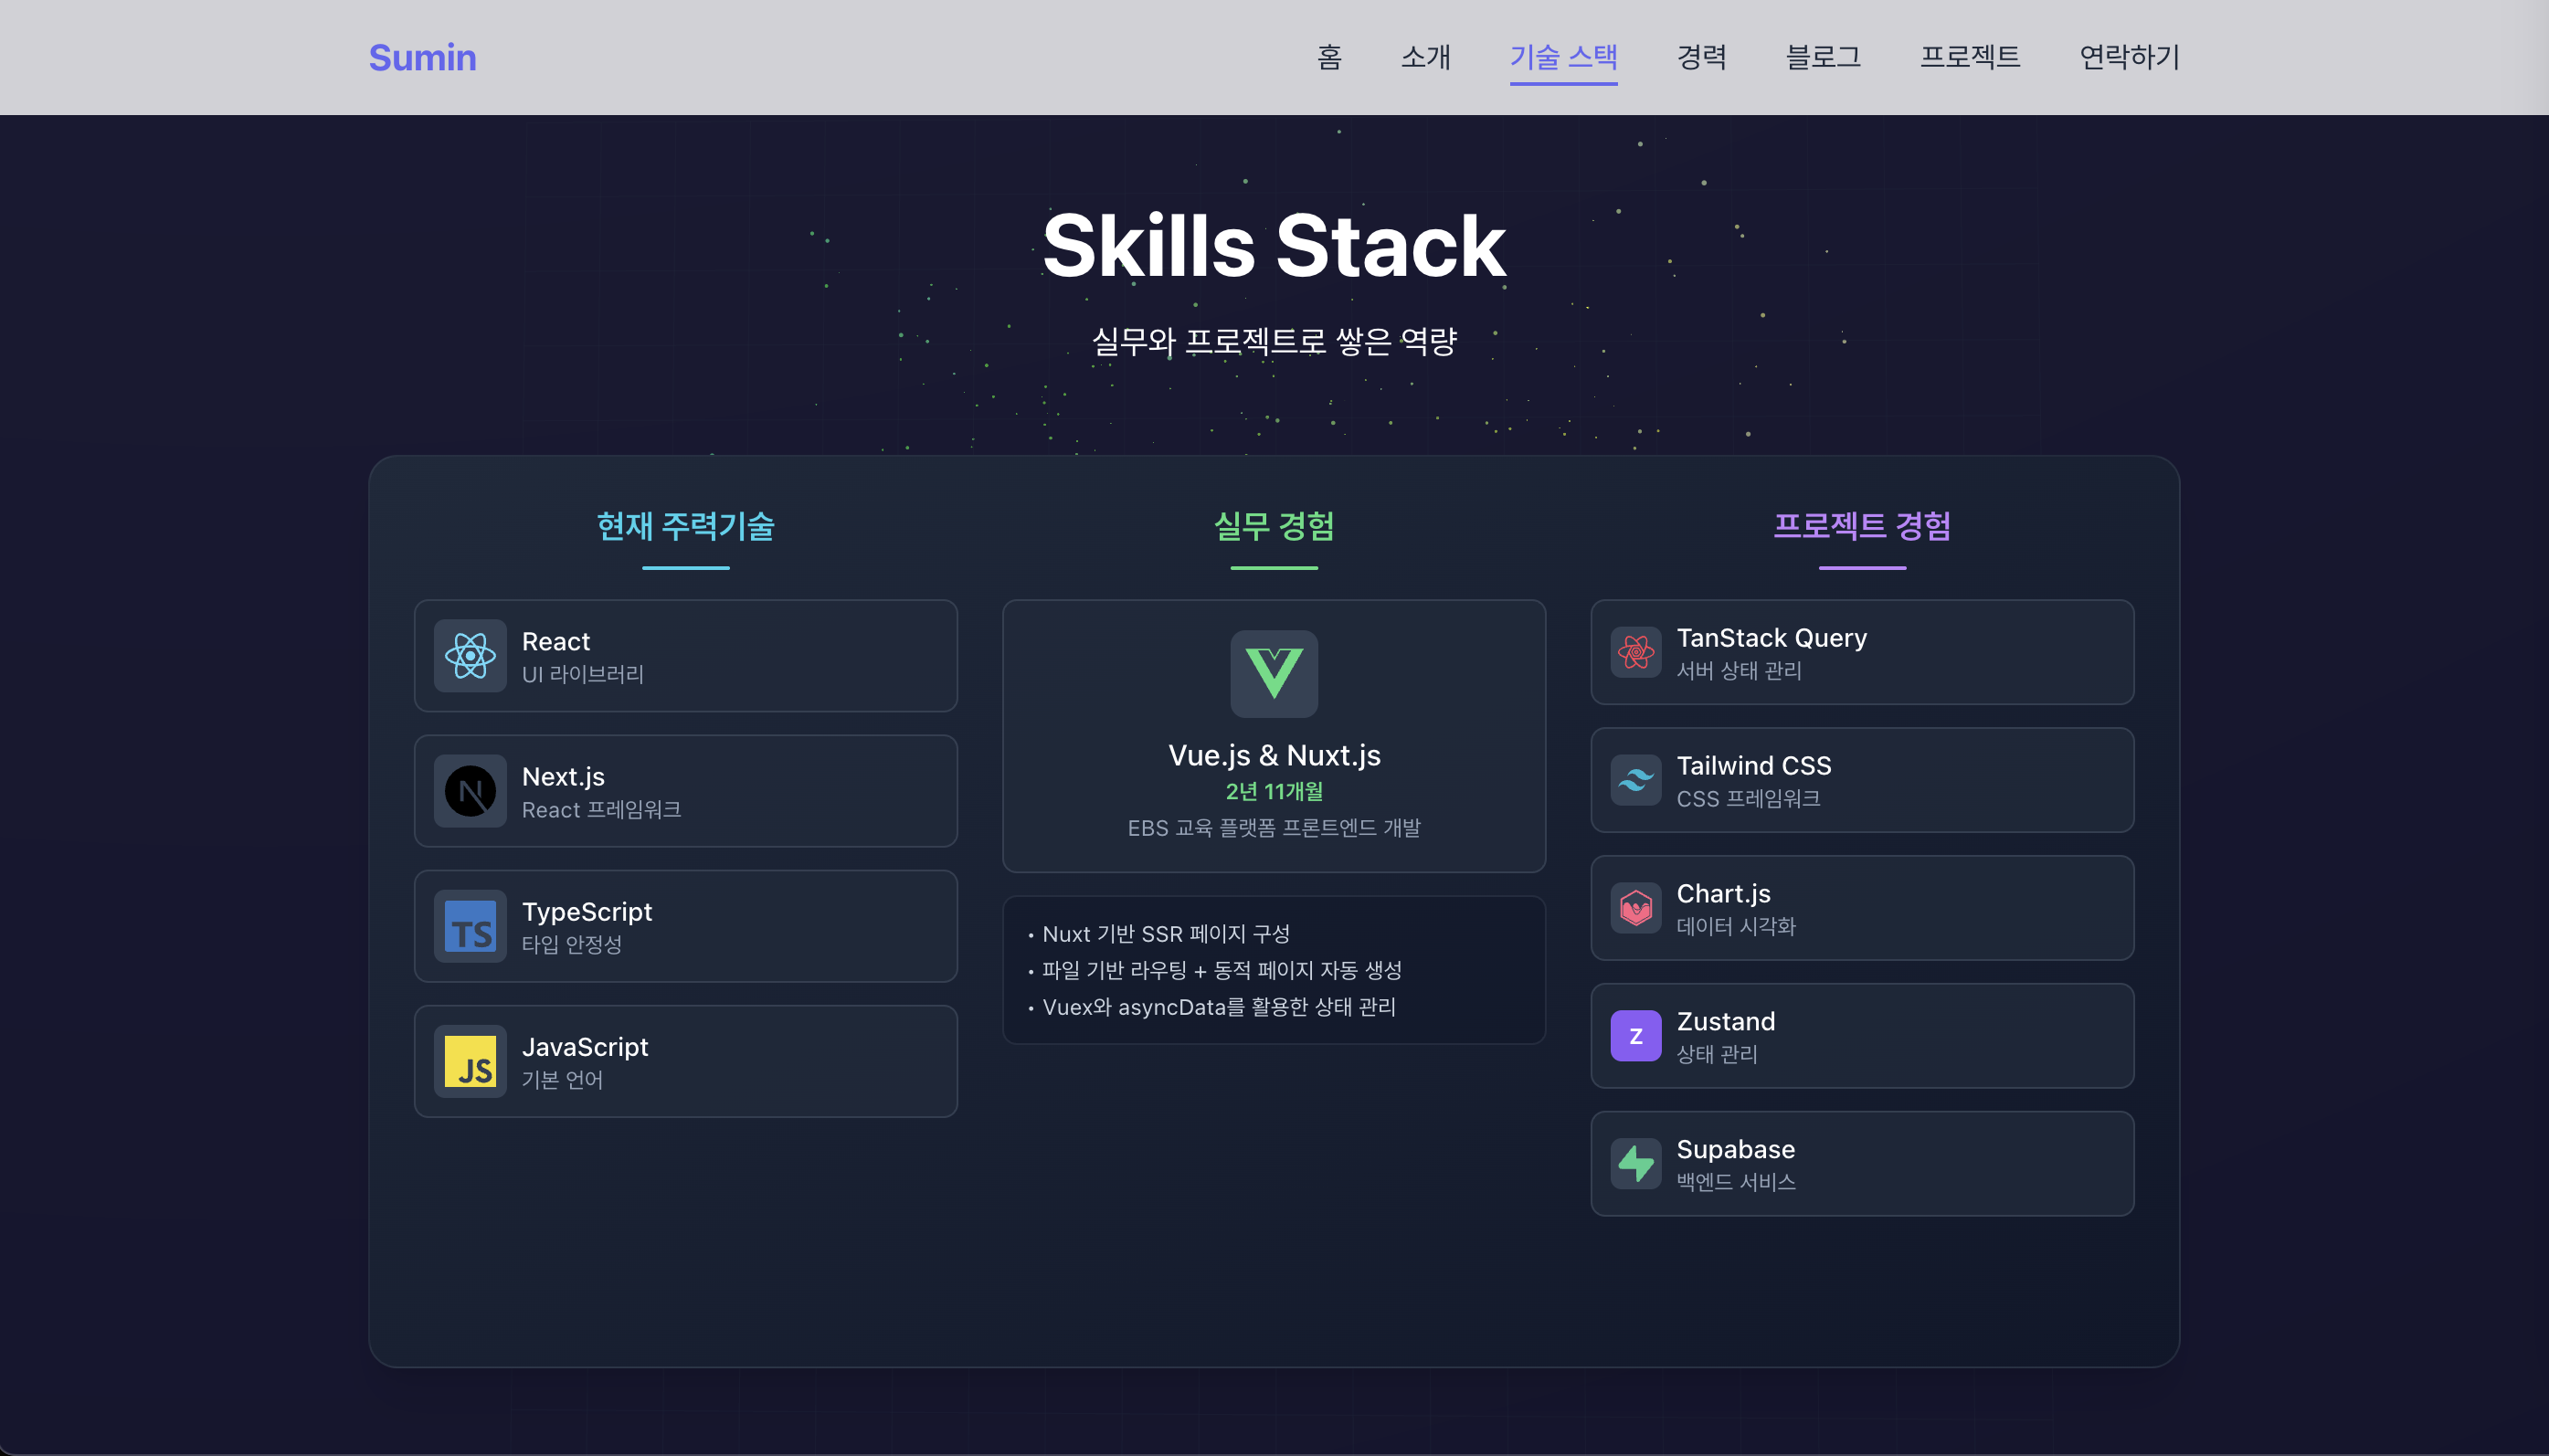 Sumin
홈 소개 기술 스택 경력 블로그 프로젝트 연락하기
Skills Stack
실무와 프로젝트로 쌓은 역량
현재 주력기술
React
UI 라이브러리
N
Next.js
React 프레임워크
TS
TypeScript
타입 안정성
JS
JavaScript
기본 언어
실무 경험
Vue.js & Nuxt.js
2년 11개월
EBS 교육 플랫폼 프론트엔드 개발
• Nuxt 기반 SSR 페이지 구성
• 파일 기반 라우팅 + 동적 페이지 자동 생성
• Vuex와 asyncData를 활용한 상태 관리
프로젝트 경험
TanStack Query
서버 상태 관리
Tailwind CSS
CSS 프레임워크
Chart.js
데이터 시각화
Z
Zustand
상태 관리
Supabase
백엔드 서비스